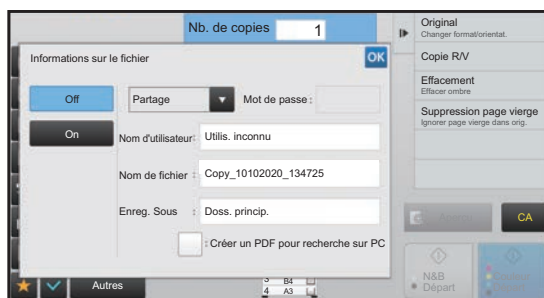 Nb. de copies 1
Informations sur le fichier OK
Off Partage Mot de passe :
On Nom d'utilisateur: Utilis. inconnu
Nom de fichier : Copy_10102020_134725
Enreg. Sous : Doss. princip.
: Créer un PDF pour recherche sur PC
Autres
3 B4
4 A3
Original
Changer format/orientat.
Copie R/V
Effacement
Effacer ombre
Suppression page vierge
Ignorer page vierge dans orig.
CA
N&B
Départ